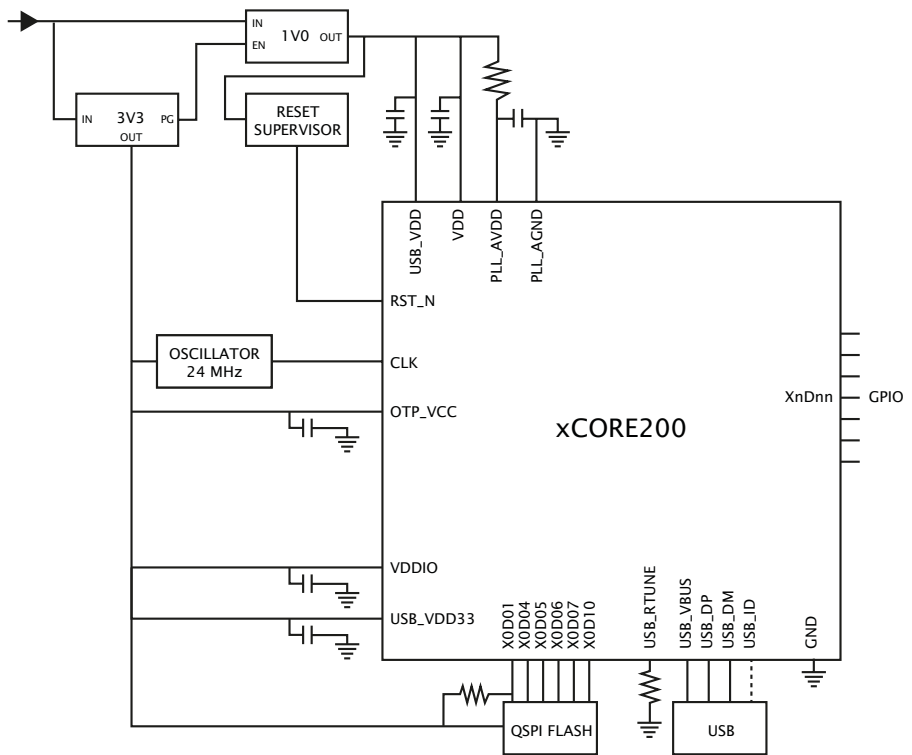 IN
1V0
OUT
EN
IN
3V3
PG
OUT
RESET
SUPERVISOR
USB_VDD
VDD
PLL_AVDD
PLL_AGND
RST_N
OSCILLATOR
24 MHz
CLK
OTP_VCC
XnDnn
GPIO
xCORE200
VDDIO
USB_VDD33
X0D01
X0D04
X0D05
X0D06
X0D07
X0D10
USB_RTUNE
USB_VBUS
USB_DP
USB_DM
USB_ID
GND
QSPI FLASH
USB